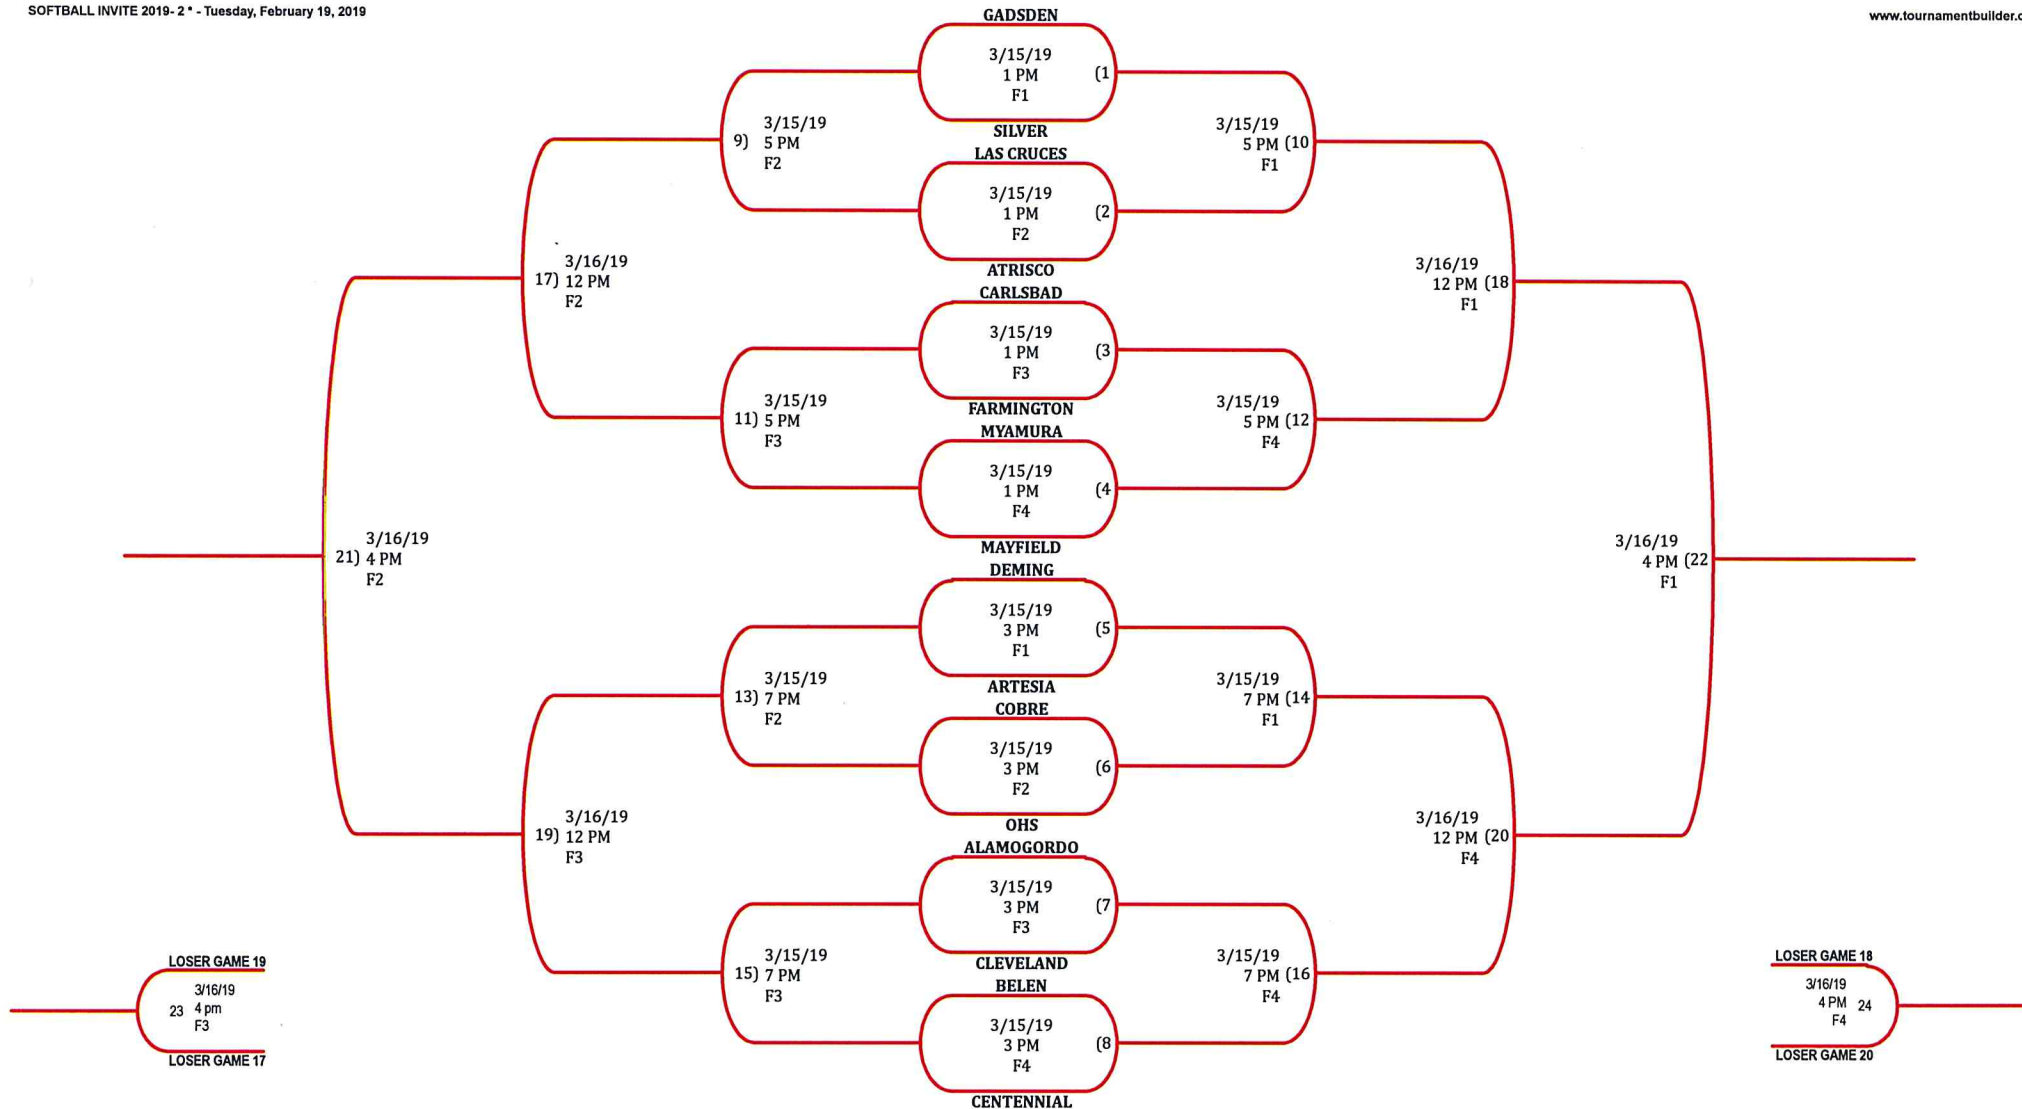 SOFTBALL INVITE 2019- 2 * - Tuesday, February 19, 2019
www.tournamentbuilder.c
GADSDEN
3/15/19
1 PM (1
F1
SILVER
LAS CRUCES
3/15/19
1 PM
F2 (2
ATRISCO
CARLSBAD
3/15/19
1 PM (3
F3
FARMINGTON
MYAMURA
3/15/19
1 PM (4
F4
MAYFIELD
DEMING
3/15/19
3 PM (5
F1
ARTESIA
COBRE
3/15/19
3 PM (6
F2
OHS
ALAMOGORDO
3/15/19
3 PM (7
F3
CLEVELAND
BELEN
3/15/19
3 PM (8
F4
CENTENNIAL
3/15/19
9) 5 PM
F2
3/15/19
5 PM (10
F1
3/15/19
11) 5 PM
F3
3/15/19
5 PM (12
F4
3/15/19
13) 7 PM
F2
3/15/19
7 PM (14
F1
3/15/19
15) 7 PM
F3
3/15/19
7 PM (16
F4
3/16/19
17) 12 PM
F2
3/16/19
12 PM (18
F1
3/16/19
19) 12 PM
F3
3/16/19
12 PM (20
F4
3/16/19
21) 4 PM
F2
3/16/19
4 PM (22
F1
LOSER GAME 19
3/16/19
23 4 pm
F3
LOSER GAME 17
LOSER GAME 18
3/16/19
4 PM 24
F4
LOSER GAME 20